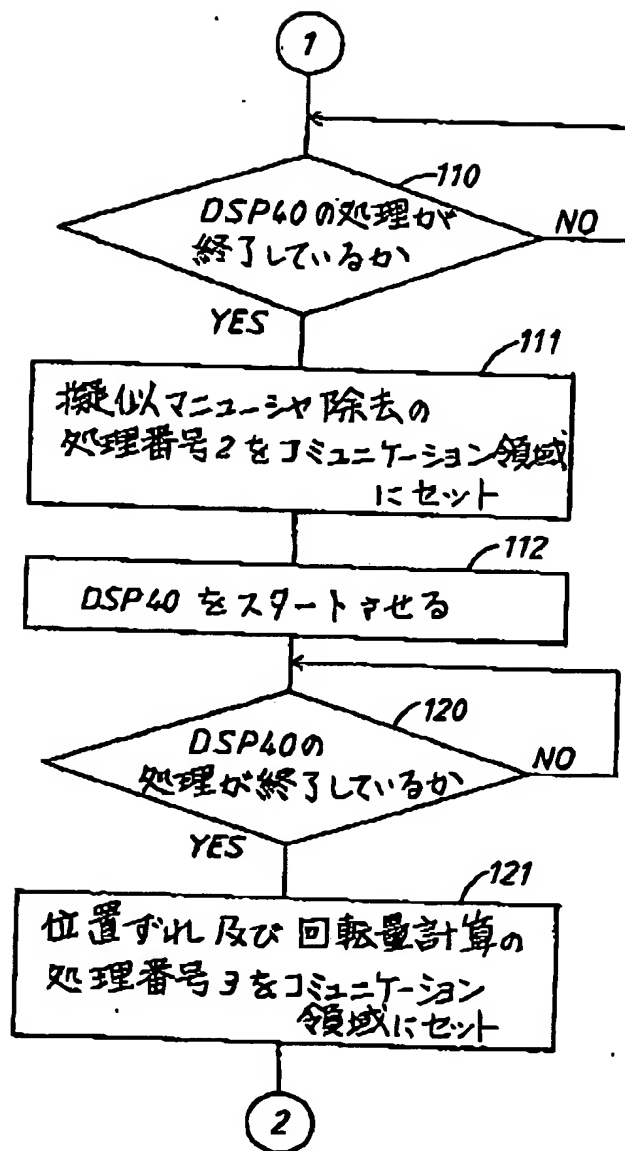 1
110
DSP40の処理が
終了しているか
NO
YES
111
擬似マニューシャ除去の
処理番号2をコミュニケーション領域
にセット
112
DSP40をスタートさせる
120
DSP40の
処理が終了しているか
NO
YES
121
位置ずれ及び回転量計算の
処理番号3をコミュニケーション
領域にセット
2